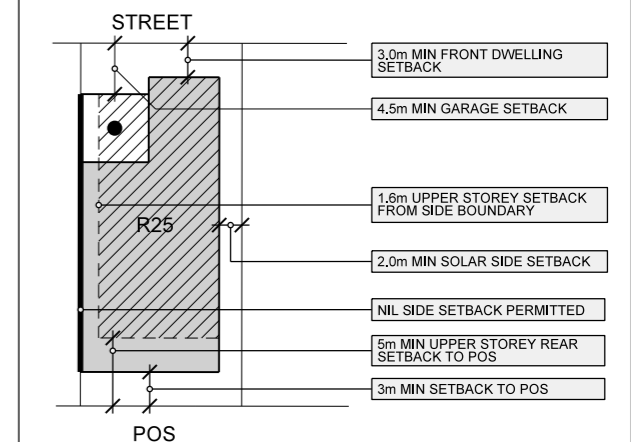 STREET
3.0m MIN FRONT DWELLING
SETBACK
4.5m MIN GARAGE SETBACK
1.6m UPPER STOREY SETBACK
FROM SIDE BOUNDARY
R25
2.0m MIN SOLAR SIDE SETBACK
NIL SIDE SETBACK PERMITTED
5m MIN UPPER STOREY REAR
SETBACK TO POS
3m MIN SETBACK TO POS
POS